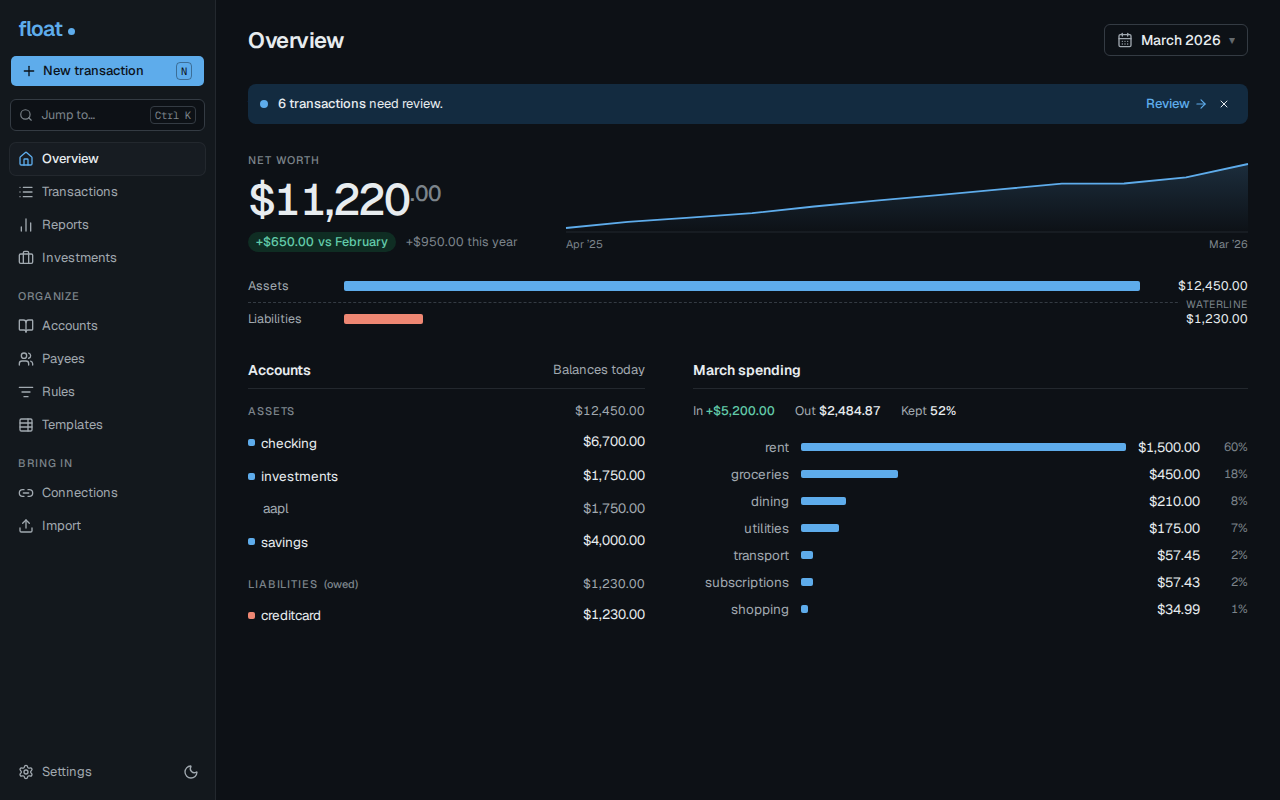 float
New transaction N
Jump to... Ctrl K
Overview
Transactions
Reports
Investments
ORGANIZE
Accounts
Payees
Rules
Templates
BRING IN
Connections
Import
Settings
Overview
March 2026
6 transactions need review.
Review
NET WORTH
$11,220.00
+$650.00 vs February +$950.00 this year
Apr '25 Mar '26
Assets $12,450.00
WATERLINE
Liabilities $1,230.00
Accounts Balances today
ASSETS $12,450.00
checking $6,700.00
investments $1,750.00
aapl $1,750.00
savings $4,000.00
LIABILITIES (owed) $1,230.00
creditcard $1,230.00
March spending
In +$5,200.00 Out $2,484.87 Kept 52%
rent $1,500.00 60%
groceries $450.00 18%
dining $210.00 8%
utilities $175.00 7%
transport $57.45 2%
subscriptions $57.43 2%
shopping $34.99 1%